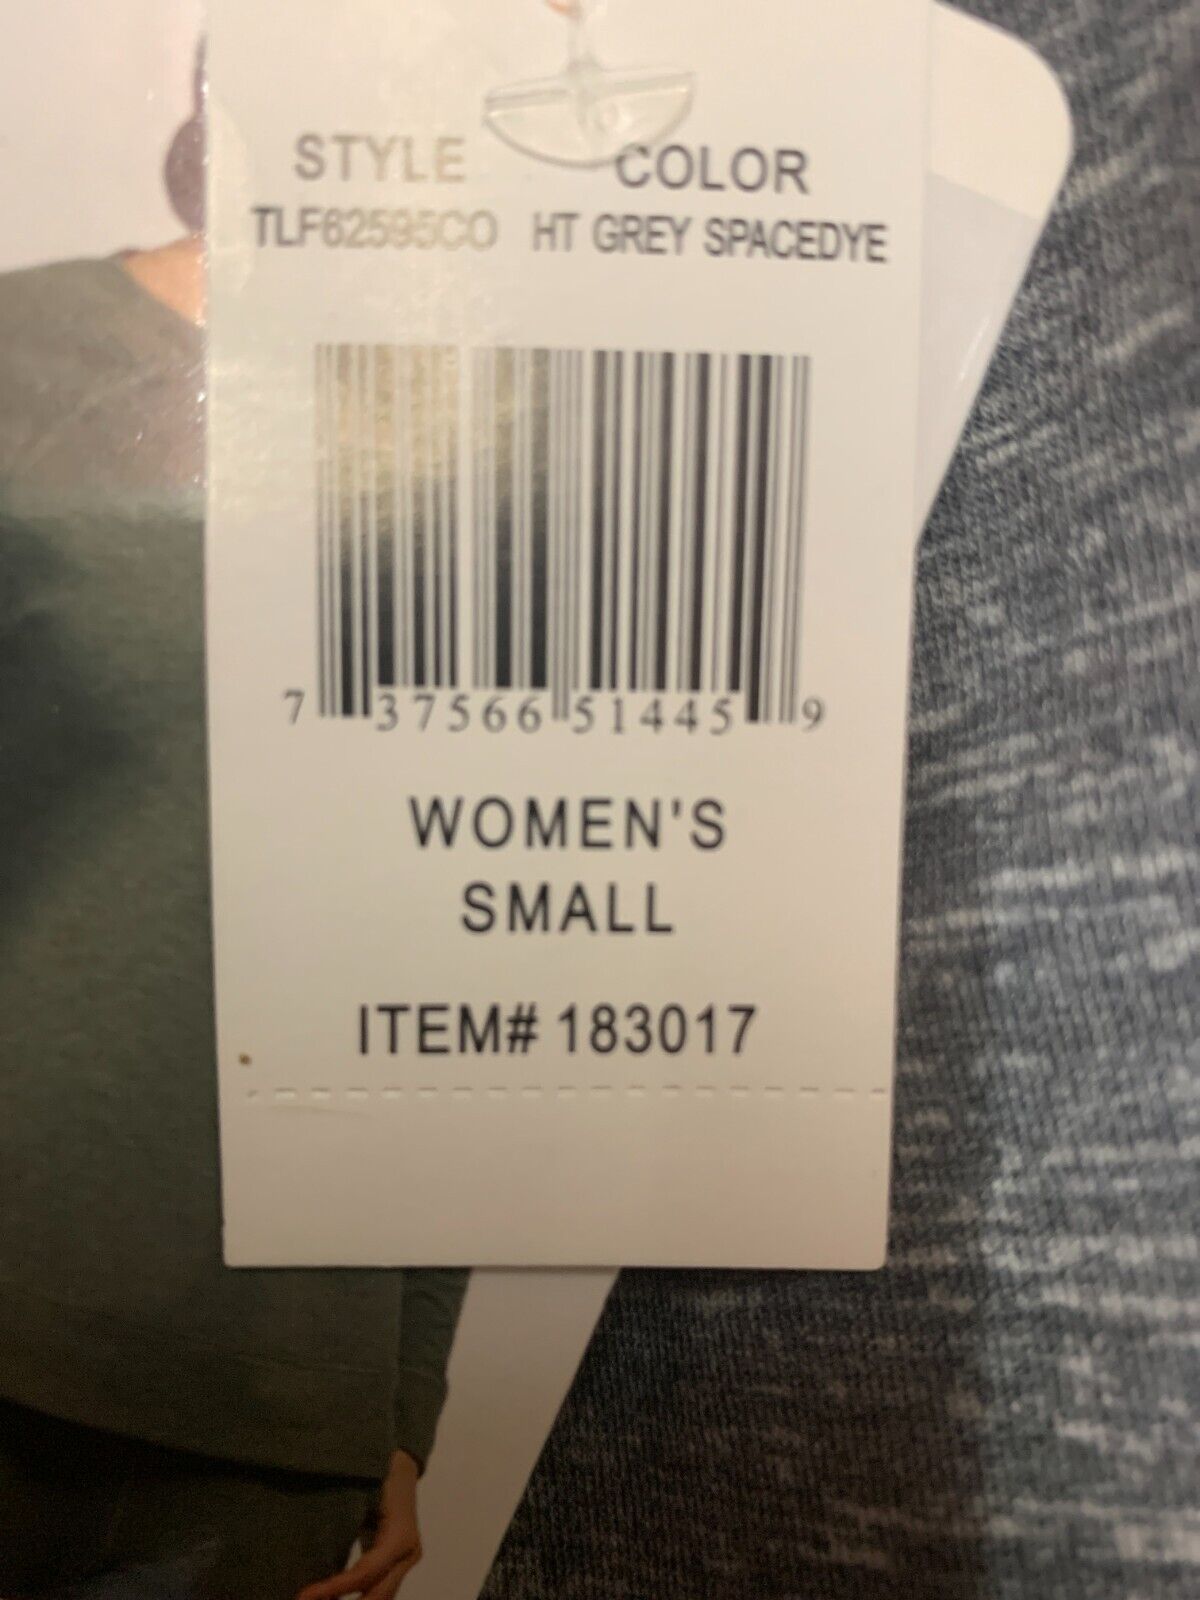 STYLE COLOR
TLF62595CO HT GREY SPACEDYE
7 37566 51445 9
WOMEN'S
SMALL
ITEM# 183017